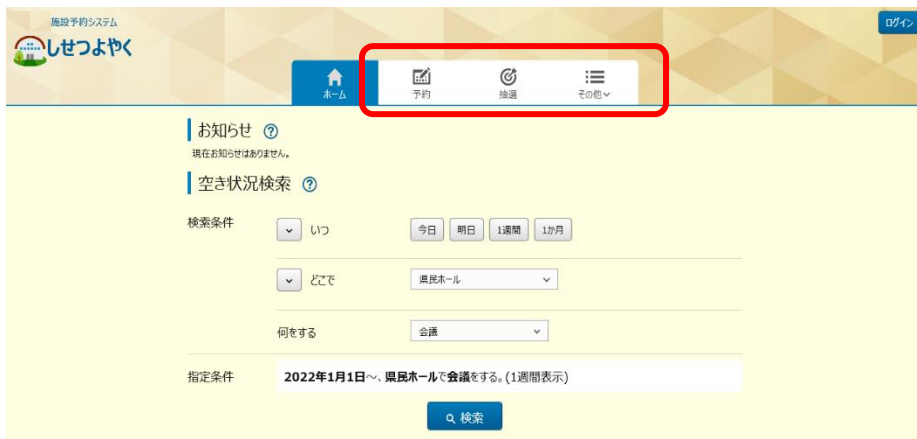 施設予約システム
しせつよやく
ログイン
ホーム 予約 抽選 その他
お知らせ ?
現在お知らせはありません。
空き状況検索 ?
検索条件 いつ 今日 明日 1週間 1か月
どこで 県民ホール
何をする 会議
指定条件 2022年1月1日～、県民ホールで会議をする。(1週間表示)
検索